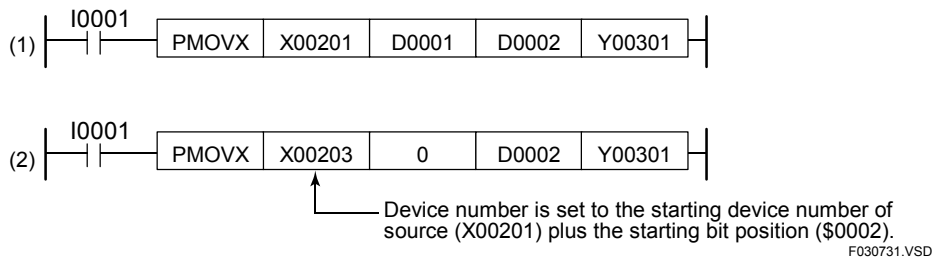 I0001
(1) PMOVX X00201 D0001 D0002 Y00301
I0001
(2) PMOVX X00203 0 D0002 Y00301
Device number is set to the starting device number of
source (X00201) plus the starting bit position ($0002).
F030731.VSD